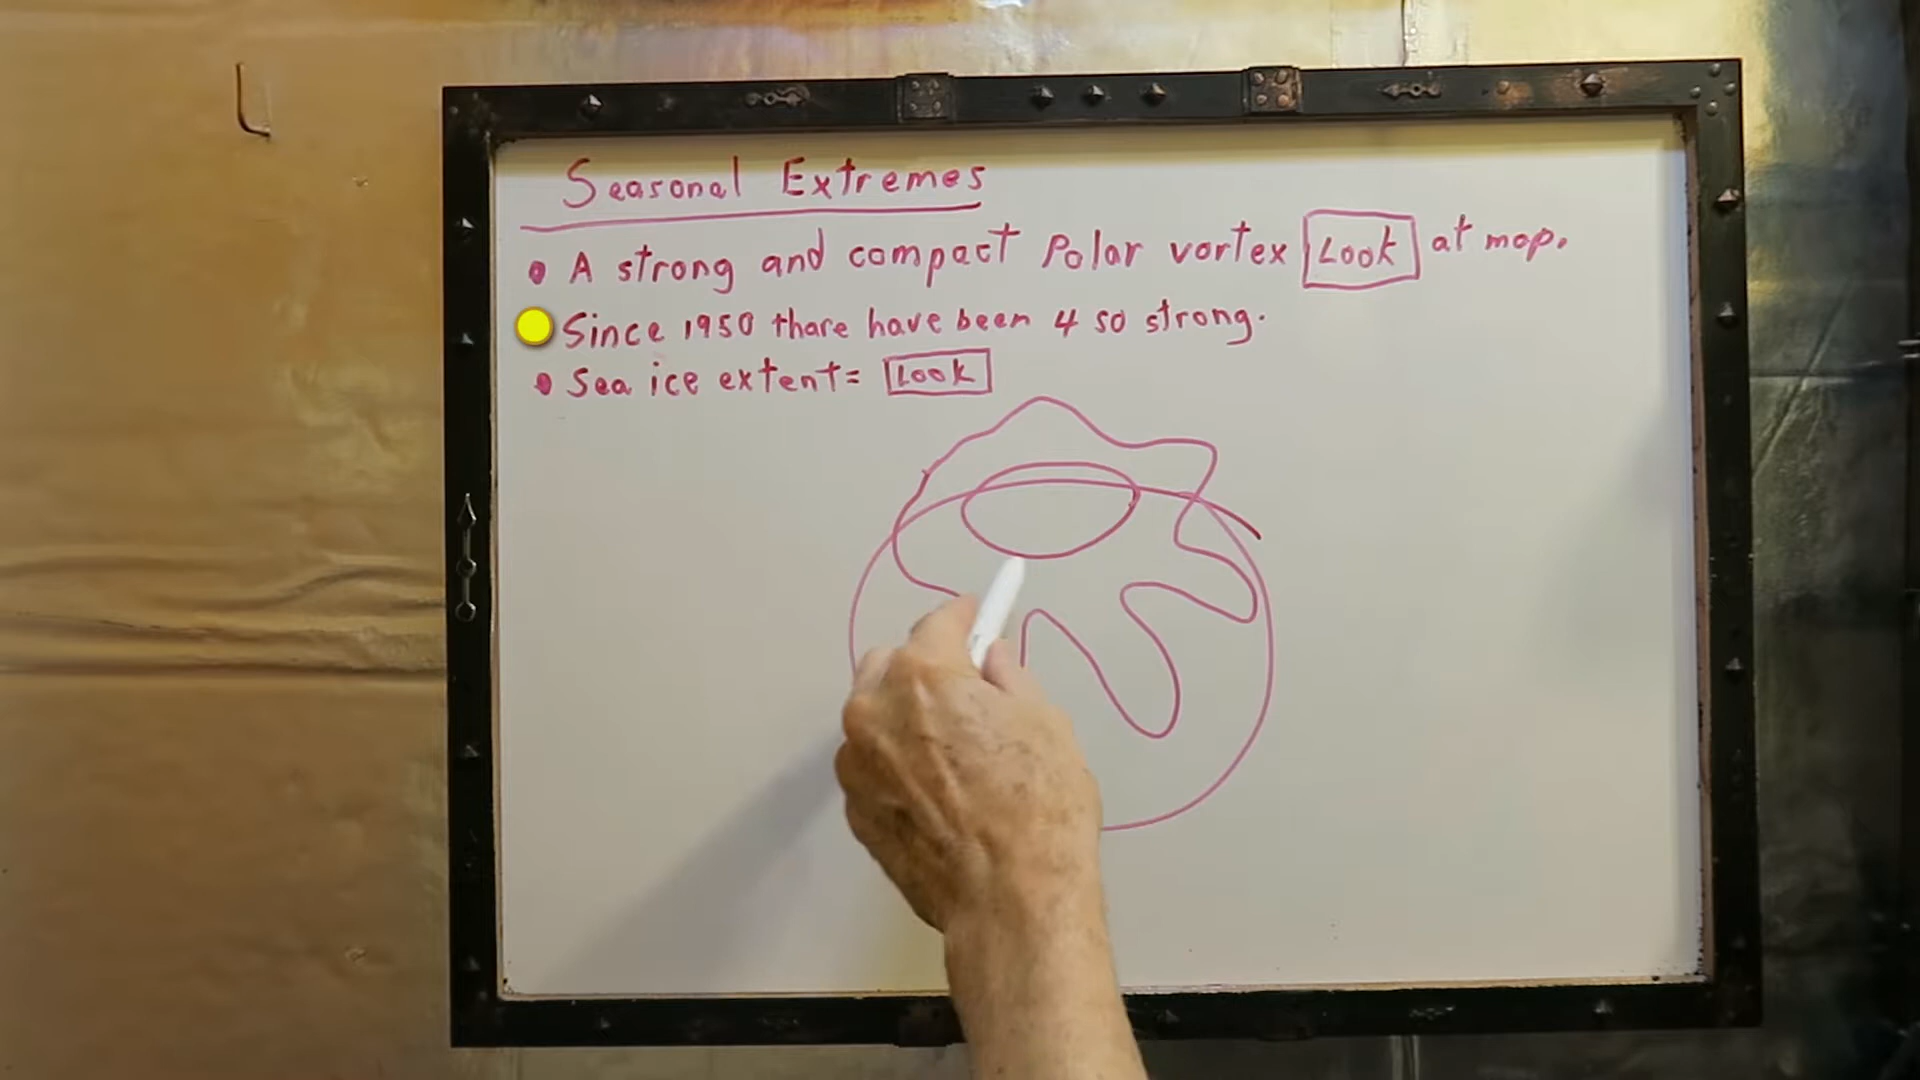 Seasonal Extremes
• A strong and compact Polar vortex Look at map.
Since 1950 thare have been 4 so strong.
• Sea ice extent= Look